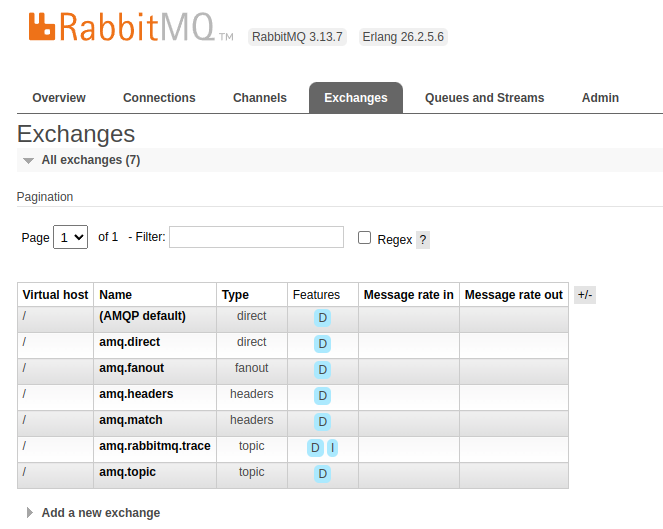 RabbitMQ TM RabbitMQ 3.13.7 Erlang 26.2.5.6
Overview Connections Channels Exchanges Queues and Streams Admin
Exchanges
All exchanges (7)
Pagination
Page 1 of 1 - Filter: Regex ?
Virtual host Name Type Features Message rate in Message rate out +/-
/ (AMQP default) direct D
/ amq.direct direct D
/ amq.fanout fanout D
/ amq.headers headers D
/ amq.match headers D
/ amq.rabbitmq.trace topic D I
/ amq.topic topic D
Add a new exchange